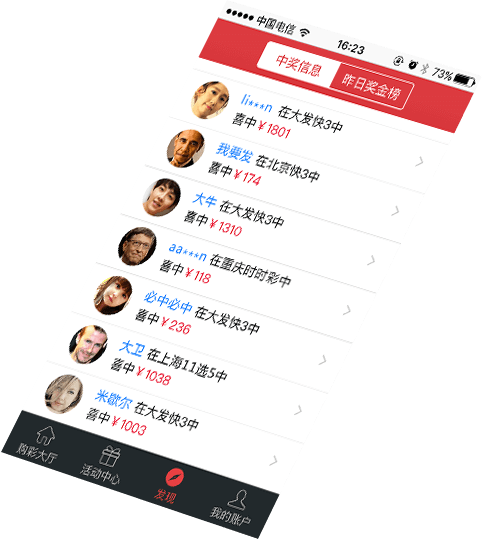 中国电信 16:23 73%
中奖信息 昨日奖金榜
li***n 在大发快3中
喜中￥1801
我要发 在北京快3中
喜中￥174
大牛 在大发快3中
喜中￥1310
aa***n 在重庆时时彩中
喜中￥118
必中必中 在大发快3中
喜中￥236
大卫 在上海11选5中
喜中￥1038
米歇尔 在大发快3中
喜中￥1003
购彩大厅 活动中心 发现 我的账户